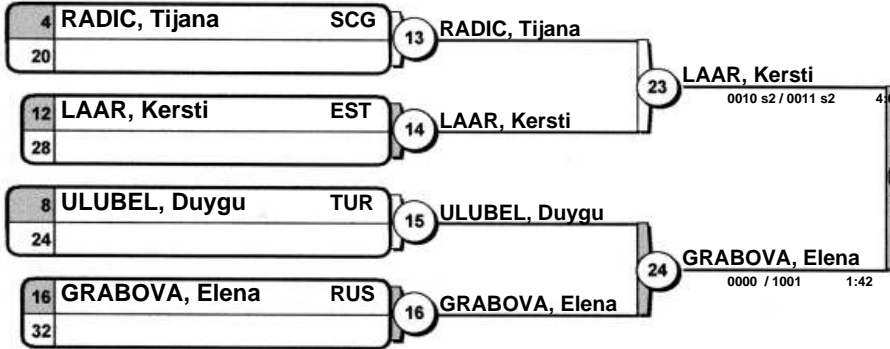 4 RADIC, Tijana SCG
20
13 RADIC, Tijana
12 LAAR, Kersti EST
28
14 LAAR, Kersti
23 LAAR, Kersti
0010 s2 / 0011 s2
8 ULUBEL, Duygu TUR
24
15 ULUBEL, Duygu
16 GRABOVA, Elena RUS
32
16 GRABOVA, Elena
24 GRABOVA, Elena
0000 / 1001 1:42